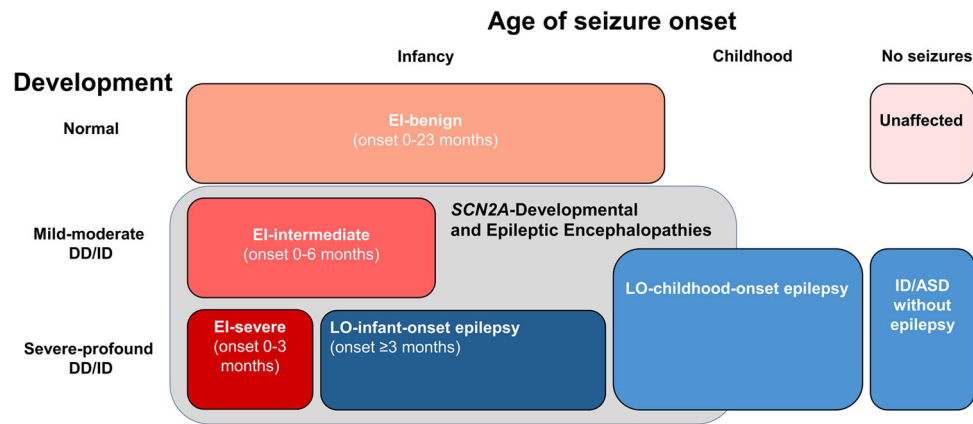 Age of seizure onset
Infancy
Childhood
No seizures
Development
Normal
EI-benign
(onset 0-23 months)
Unaffected
SCN2A-Developmental
and Epileptic Encephalopathies
Mild-moderate
DD/ID
EI-intermediate
(onset 0-6 months)
LO-childhood-onset epilepsy
ID/ASD
without
epilepsy
Severe-profound
DD/ID
EI-severe
(onset 0-3
months)
LO-infant-onset epilepsy
(onset ≥3 months)